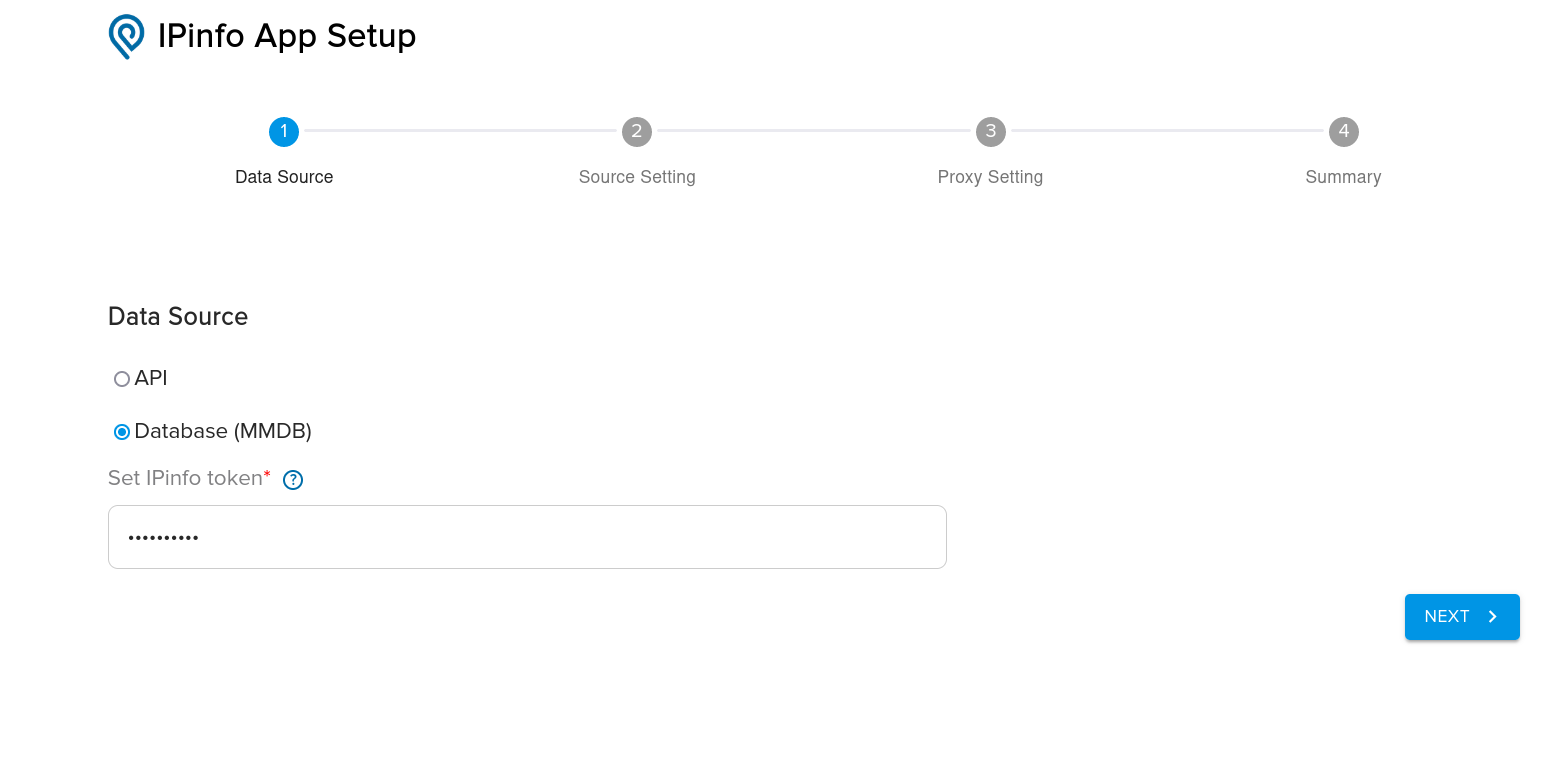 IPinfo App Setup
1
2
3
4
Data Source
Source Setting
Proxy Setting
Summary
Data Source
API
Database (MMDB)
Set IPinfo token* ?
••••••••••
NEXT